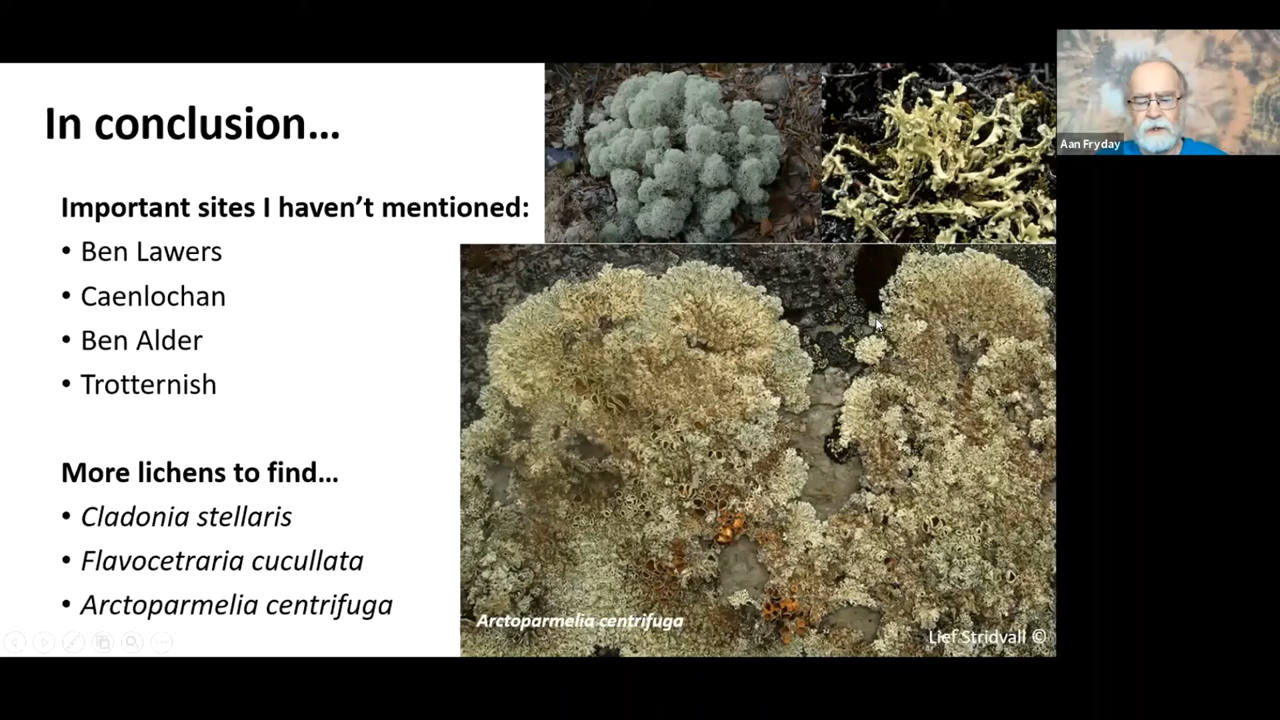 In conclusion...
Aan Fryday
Important sites I haven't mentioned:
• Ben Lawers
• Caenlochan
• Ben Alder
• Trotternish
More lichens to find...
• Cladonia stellaris
• Flavocetraria cucullata
• Arctoparmelia centrifuga
Arctoparmelia centrifuga
Lief Stridvall ©